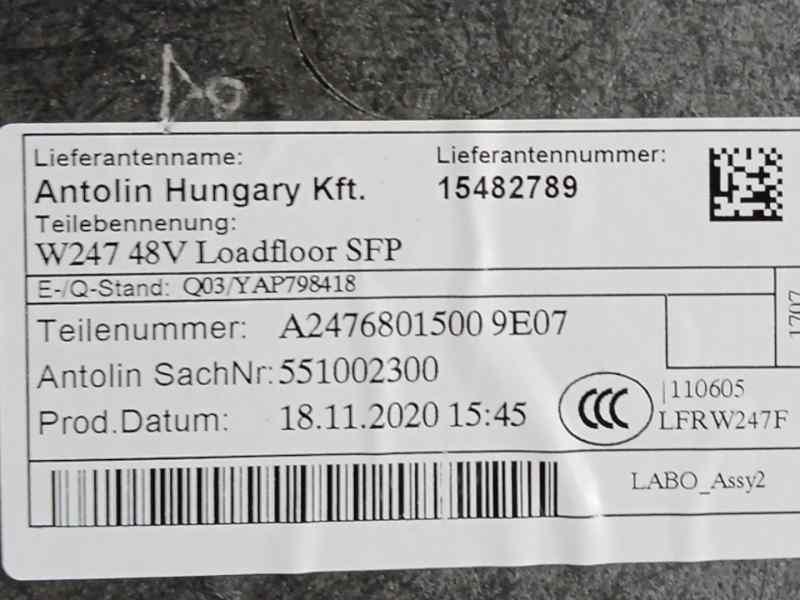 Lieferantenname: Lieferantennummer:
Antolin Hungary Kft. 15482789
Teilebennenung:
W247 48V Loadfloor SFP
E-/Q-Stand: Q03/YAP798418
Teilenummer: A2476801500 9E07
1707
Antolin SachNr: 551002300
Prod.Datum: 18.11.2020 15:45
CCC
|110605
LFRW247F
LABO_Assy2